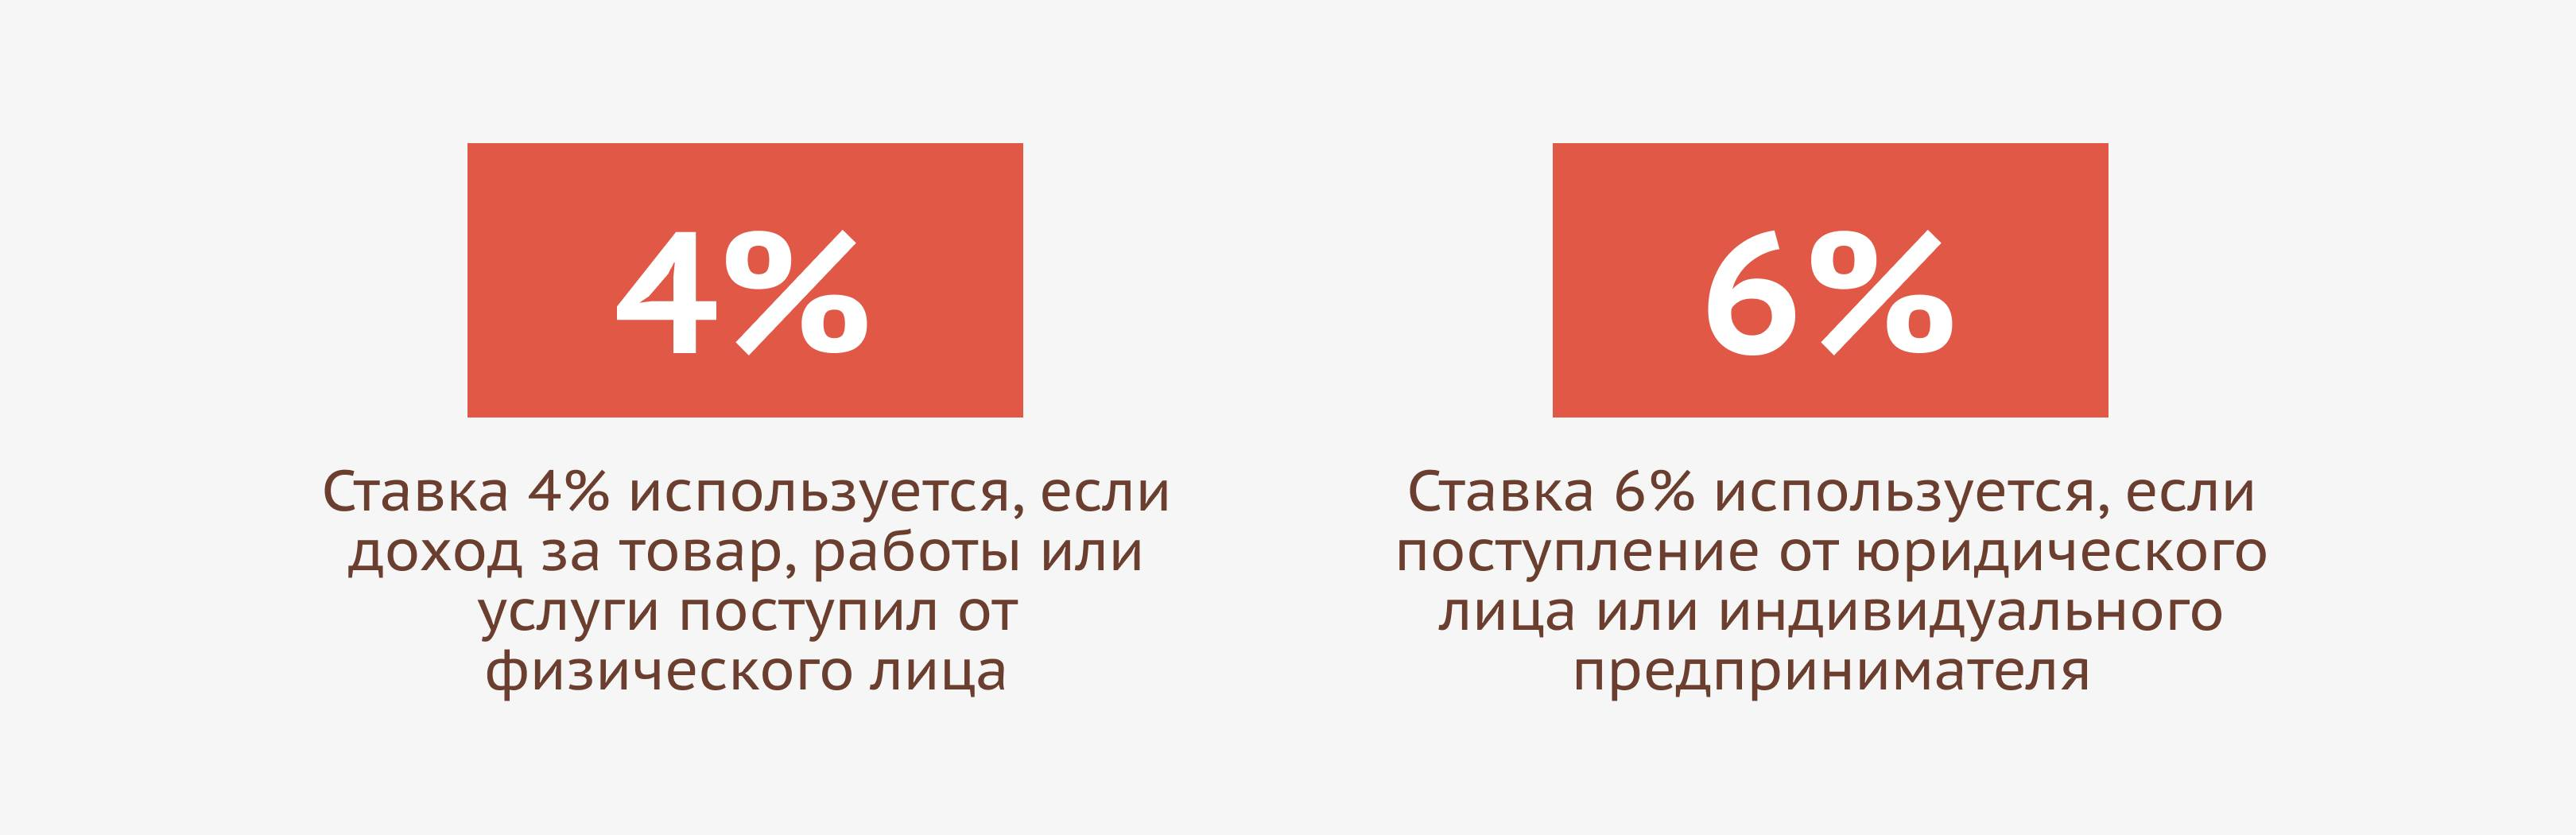 4%
Ставка 4% используется, если
доход за товар, работы или
услуги поступил от
физического лица
6%
Ставка 6% используется, если
поступление от юридического
лица или индивидуального
предпринимателя